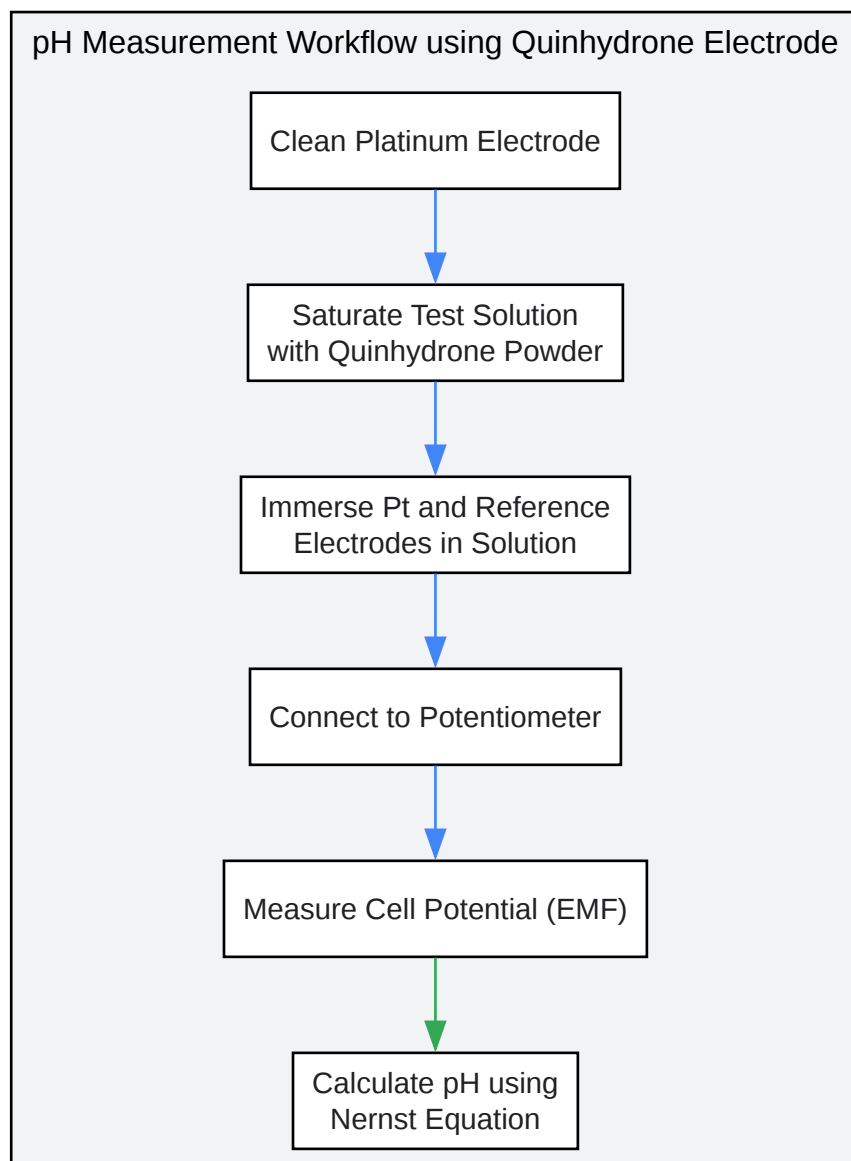 pH Measurement Workflow using Quinhydrone Electrode
Clean Platinum Electrode
Saturate Test Solution
with Quinhydrone Powder
Immerse Pt and Reference
Electrodes in Solution
Connect to Potentiometer
Measure Cell Potential (EMF)
Calculate pH using
Nernst Equation